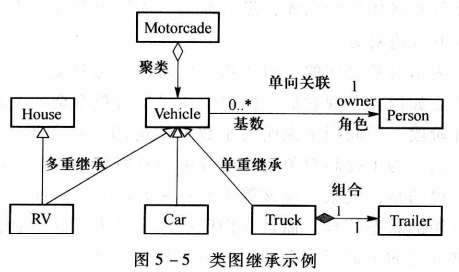 Motorcade
聚类
单向关联
1
House
Vehicle
0..*
owner
Person
基数
角色
多重继承
单重继承
组合
RV
Car
Truck
1
1
Trailer
图 5-5 类图继承示例